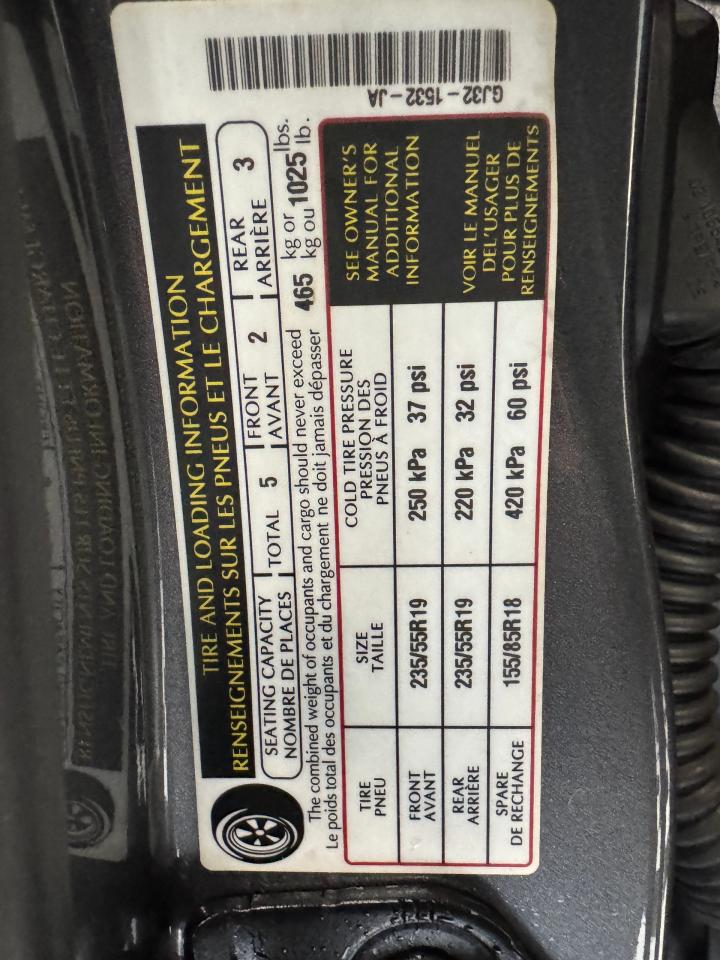 TIRE AND LOADING INFORMATION
RENSEIGNEMENTS SUR LES PNEUS ET LE CHARGEMENT
SEATING CAPACITY
NOMBRE DE PLACES
TOTAL 5
FRONT
AVANT
2
REAR
ARRIÈRE
3
The combined weight of occupants and cargo should never exceed 465 kg or 1025 lbs.
Le poids total des occupants et du chargement ne doit jamais dépasser 465 kg ou 1025 lb.
TIRE
PNEU
SIZE
TAILLE
COLD TIRE PRESSURE
PRESSION DES
PNEUS À FROID
FRONT
AVANT
235/55R19
250 kPa 37 psi
REAR
ARRIÈRE
235/55R19
220 kPa 32 psi
SPARE
DE RECHANGE
155/85R18
420 kPa 60 psi
SEE OWNER'S
MANUAL FOR
ADDITIONAL
INFORMATION
VOIR LE MANUEL
DEL'USAGER
POUR PLUS DE
RENSEIGNEMENTS
GJ32-1532-JA